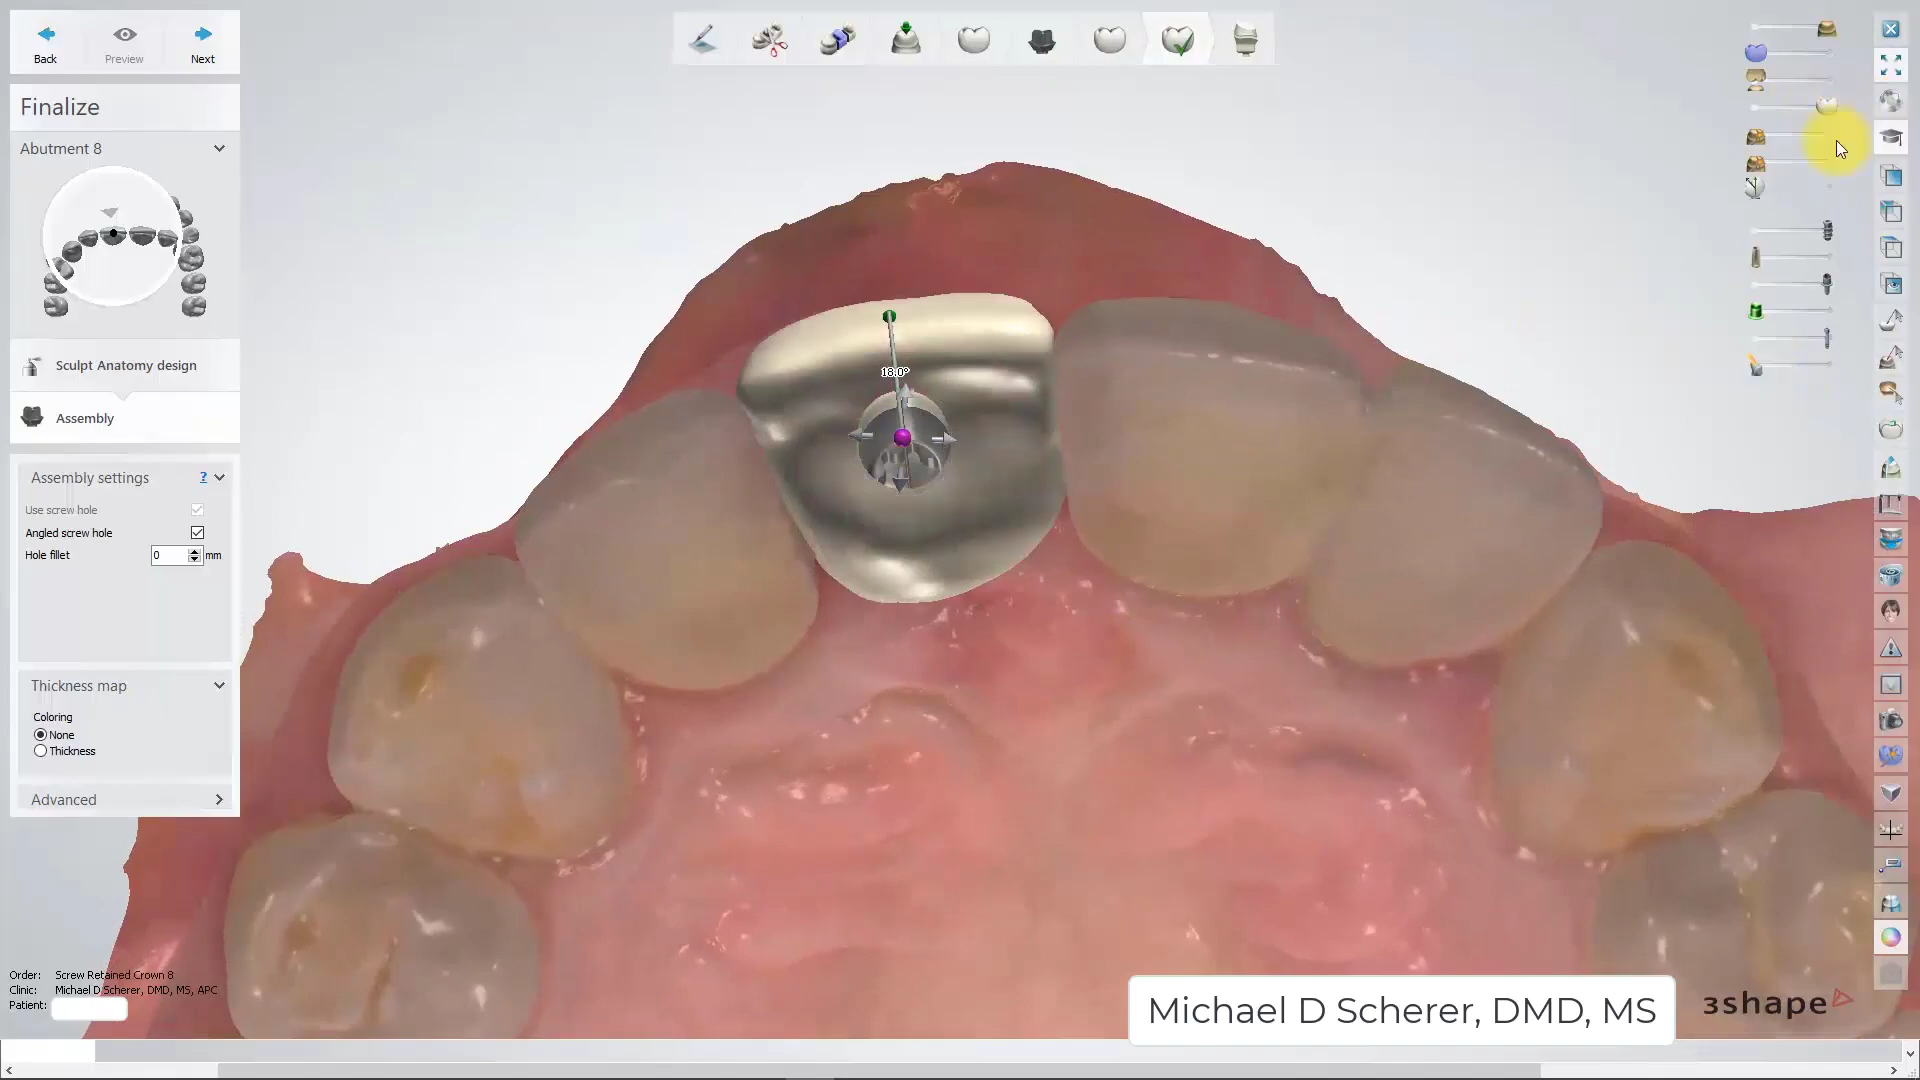 Back
Preview
Next
Finalize
Abutment 8
Sculpt Anatomy design
Assembly
Assembly settings ?
Use screw hole
Angled screw hole
Hole fillet 0 mm
Thickness map
Coloring
None
Thickness
Advanced
18.0°
Order: Screw Retained Crown 8
Clinic: Michael D Scherer, DMD, MS, APC
Patient:
Michael D Scherer, DMD, MS
3shape